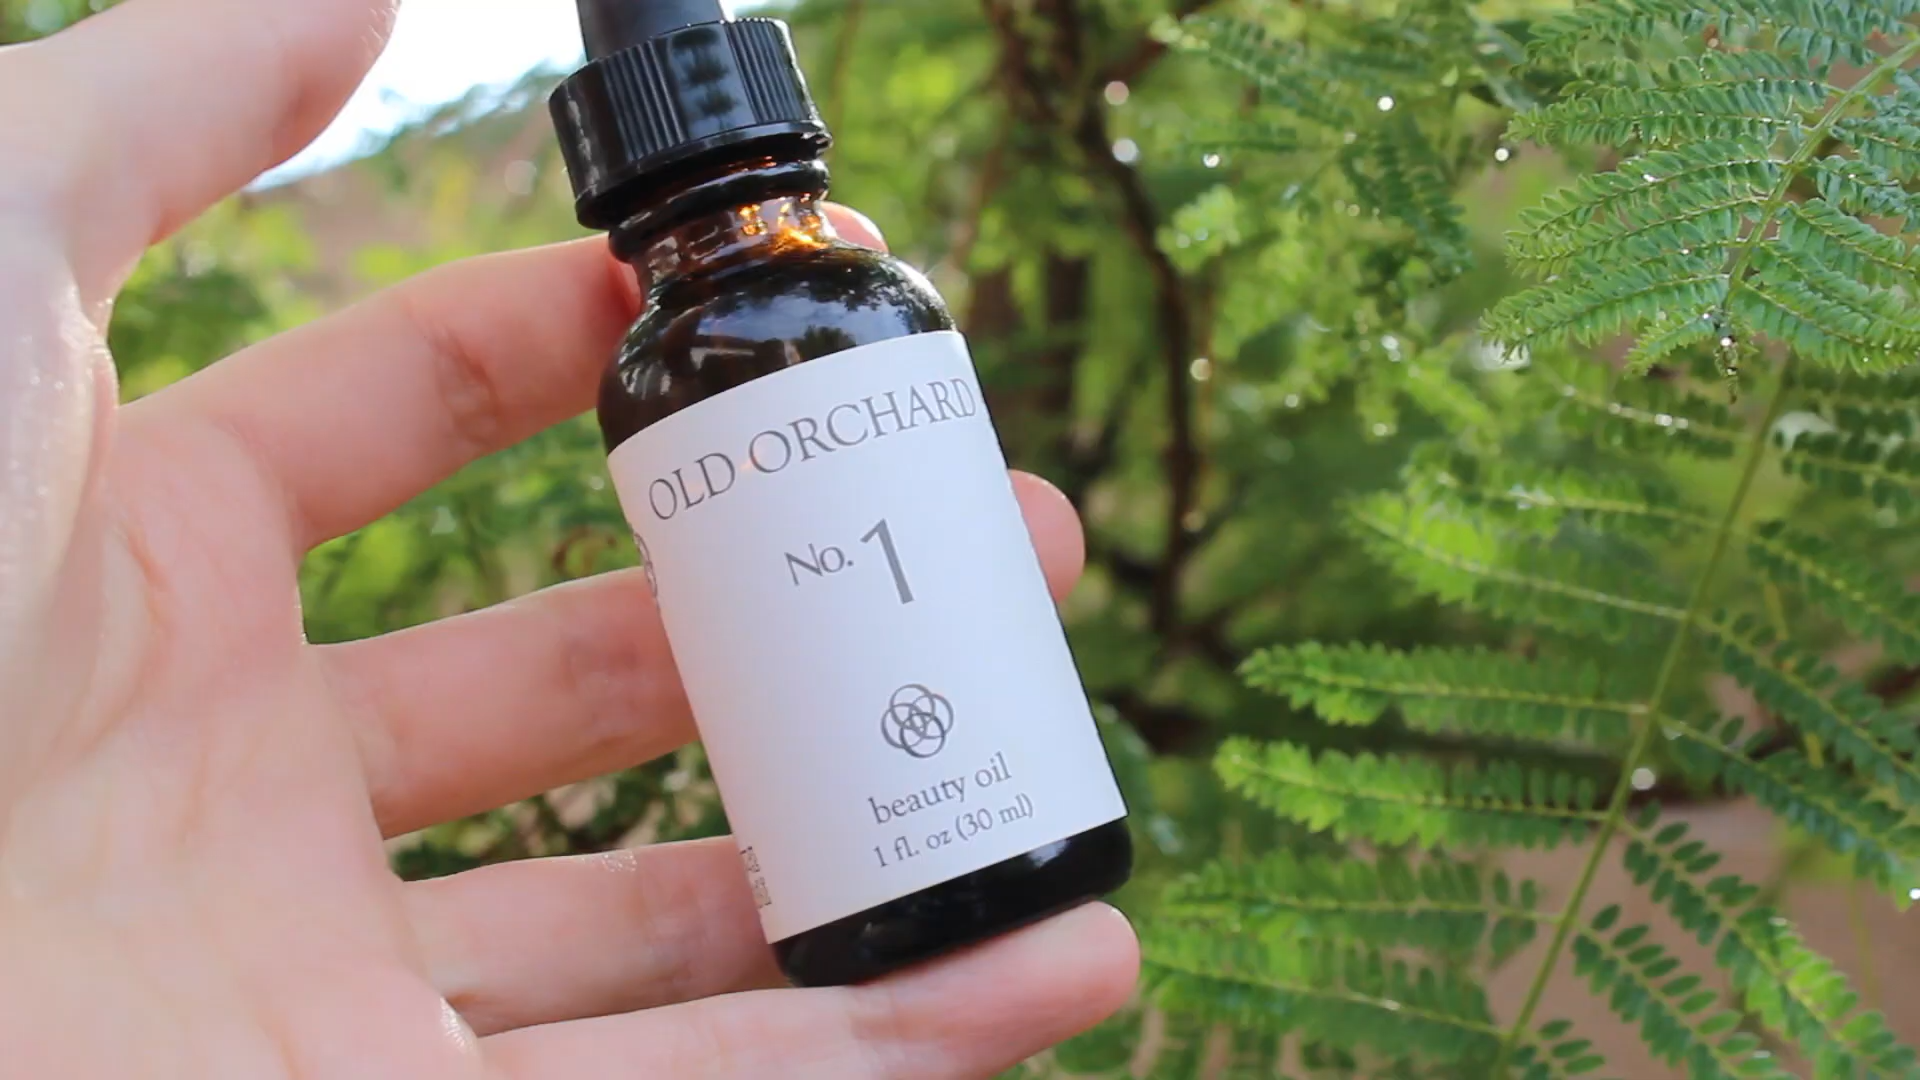 OLD ORCHARD
No. 1
beauty oil
1 fl. oz (30 ml)